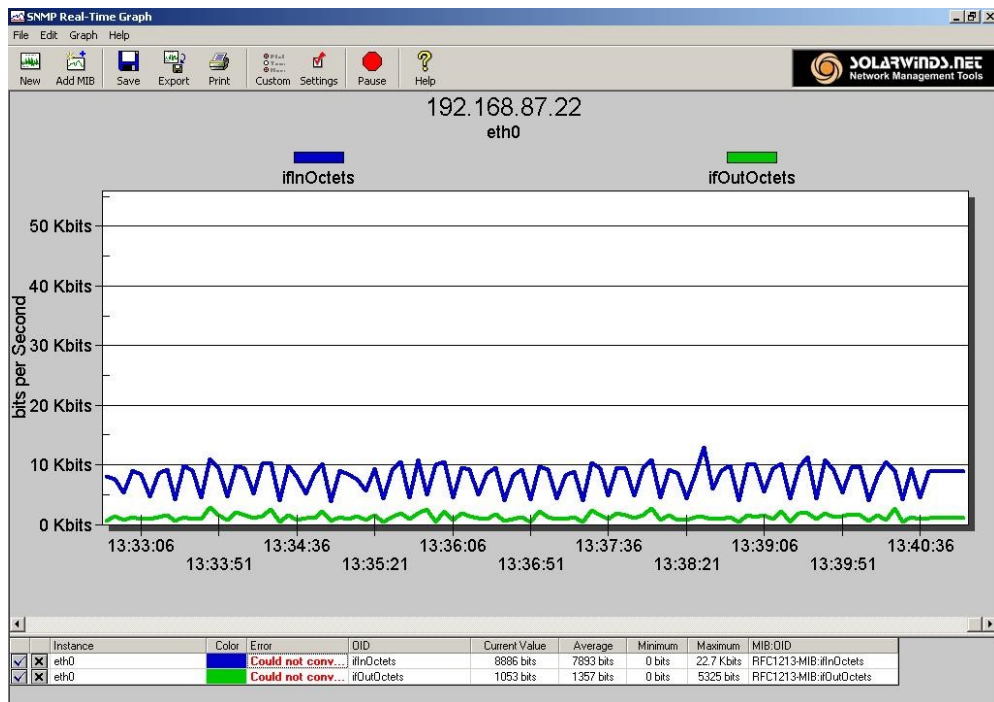 SNMP Real-Time Graph
File Edit Graph Help
New Add MIB Save Export Print Custom Settings Pause Help
SOLARWINDS.NET
Network Management Tools
192.168.87.22
eth0
ifInOctets ifOutOctets
bits per Second
50 Kbits
40 Kbits
30 Kbits
20 Kbits
10 Kbits
0 Kbits
13:33:06 13:34:36 13:36:06 13:37:36 13:39:06 13:40:36
13:33:51 13:35:21 13:36:51 13:38:21 13:39:51
Instance Color Error OID Current Value Average Minimum Maximum MIB:OID
eth0 Could not conv... ifInOctets 8886 bits 7893 bits 0 bits 22.7 Kbits RFC1213-MIB:ifInOctets
eth0 Could not conv... ifOutOctets 1053 bits 1357 bits 0 bits 5325 bits RFC1213-MIB:ifOutOctets